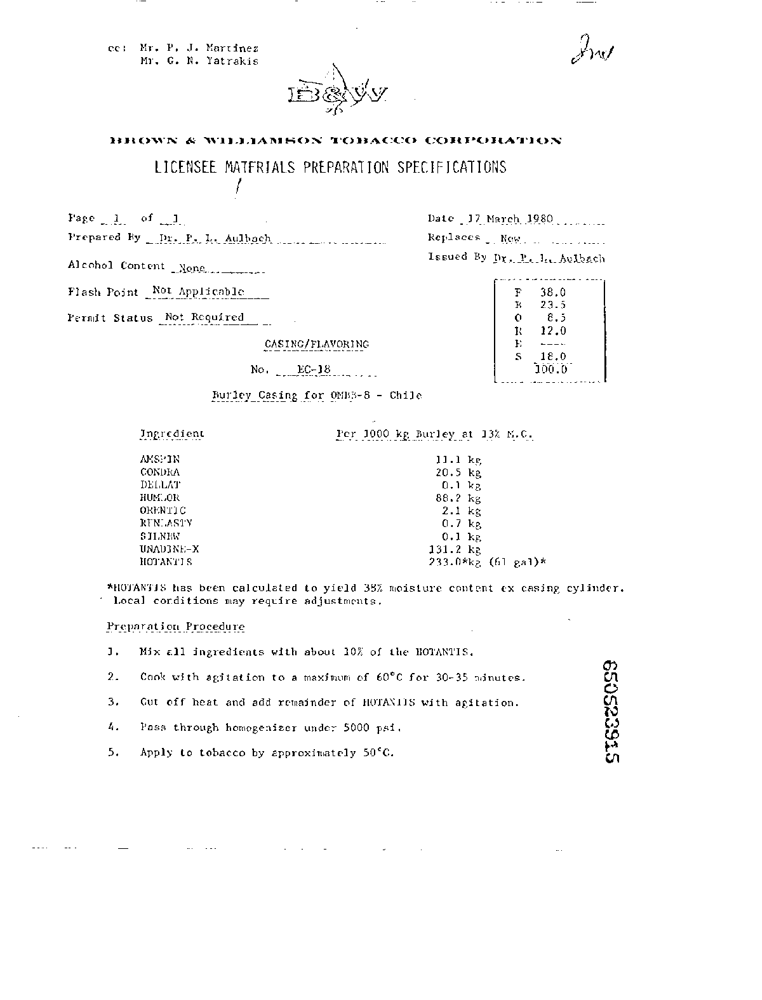 cc: Mr. P. J. Martinez
Mr. G. N. Yatrakis
B&W
BROWN & WILLIAMSON TOBACCO CORPORATION
LICENSEE MATERIALS PREPARATION SPECIFICATIONS
Page 1 of 1 Date 17 March 1980
Prepared By Dr. P. L. Aulbach Replaces New
Issued By Dr. P. L. Aulbach
Alcohol Content None
Flash Point Not Applicable
Permit Status Not Required
F 38.0
R 23.5
O 8.5
R 12.0
E ----
S 18.0
100.0
CASING/FLAVORING
No. EC-18
Burley Casing for OMBB-8 - Chile
Ingredient Per 1000 kg Burley at 13% M.C.
AMSPIN 11.1 kg
CONDRA 20.5 kg
DELLAT 0.1 kg
HUMLOR 88.2 kg
ORENTIC 2.1 kg
RENLASTY 0.7 kg
SILNEW 0.1 kg
UNADINE-X 131.2 kg
HOTANTIS 233.0*kg (61 gal)*
*HOTANTIS has been calculated to yield 38% moisture content ex casing cylinder.
Local conditions may require adjustments.
Preparation Procedure
1. Mix all ingredients with about 10% of the HOTANTIS.
2. Cook with agitation to a maximum of 60°C for 30-35 minutes.
3. Cut off heat and add remainder of HOTANTIS with agitation.
4. Pass through homogenizer under 5000 psi.
5. Apply to tobacco by approximately 50°C.
650523915